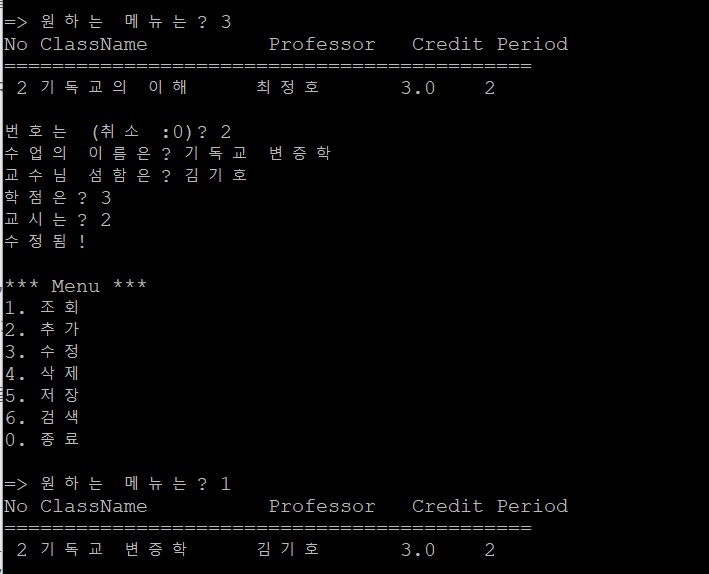 => 원하는 메뉴는? 3
No ClassName Professor Credit Period
============================================
2 기독교의 이해 최정호 3.0 2
번호는 (취소 :0)? 2
수업의 이름은? 기독교 변증학
교수님 섬함은? 김기호
학점은? 3
교시는? 2
수정됨!
*** Menu ***
1. 조회
2. 추가
3. 수정
4. 삭제
5. 저장
6. 검색
0. 종료
=> 원하는 메뉴는? 1
No ClassName Professor Credit Period
============================================
2 기독교 변증학 김기호 3.0 2